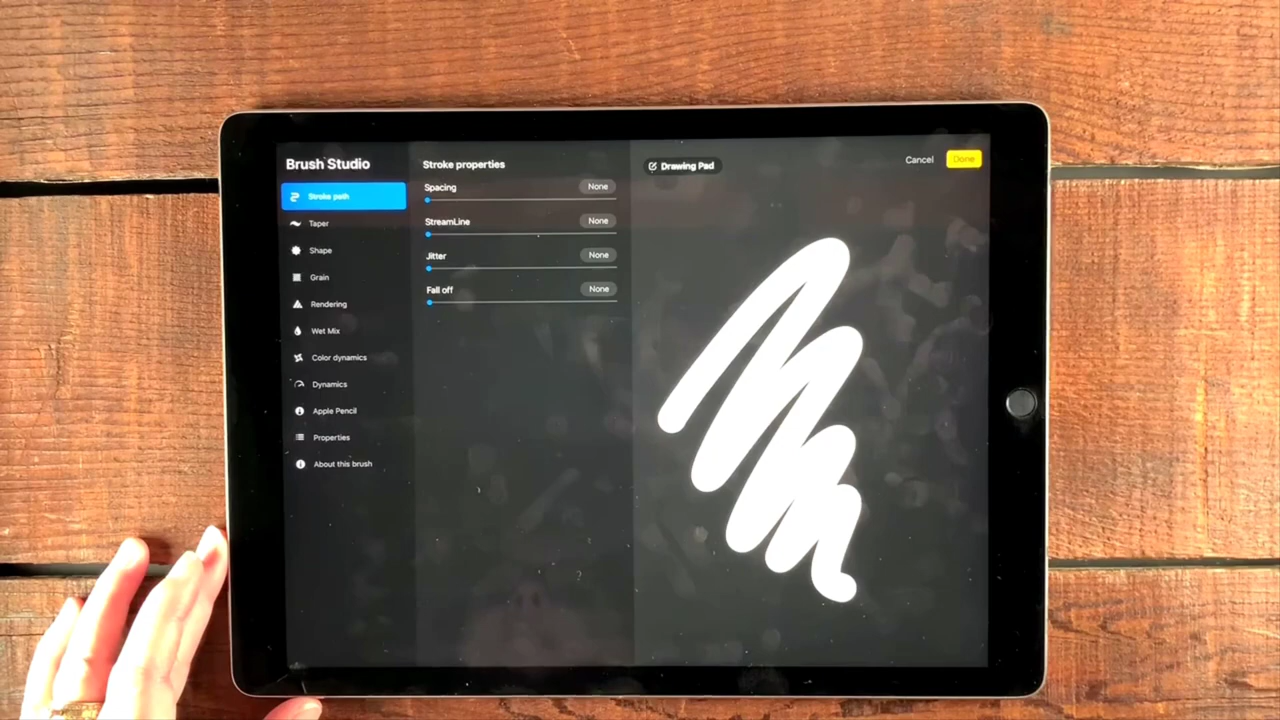 Brush Studio
Stroke path
Taper
Shape
Grain
Rendering
Wet Mix
Color dynamics
Dynamics
Apple Pencil
Properties
About this brush
Stroke properties
Spacing None
StreamLine None
Jitter None
Fall off None
Drawing Pad
Cancel Done